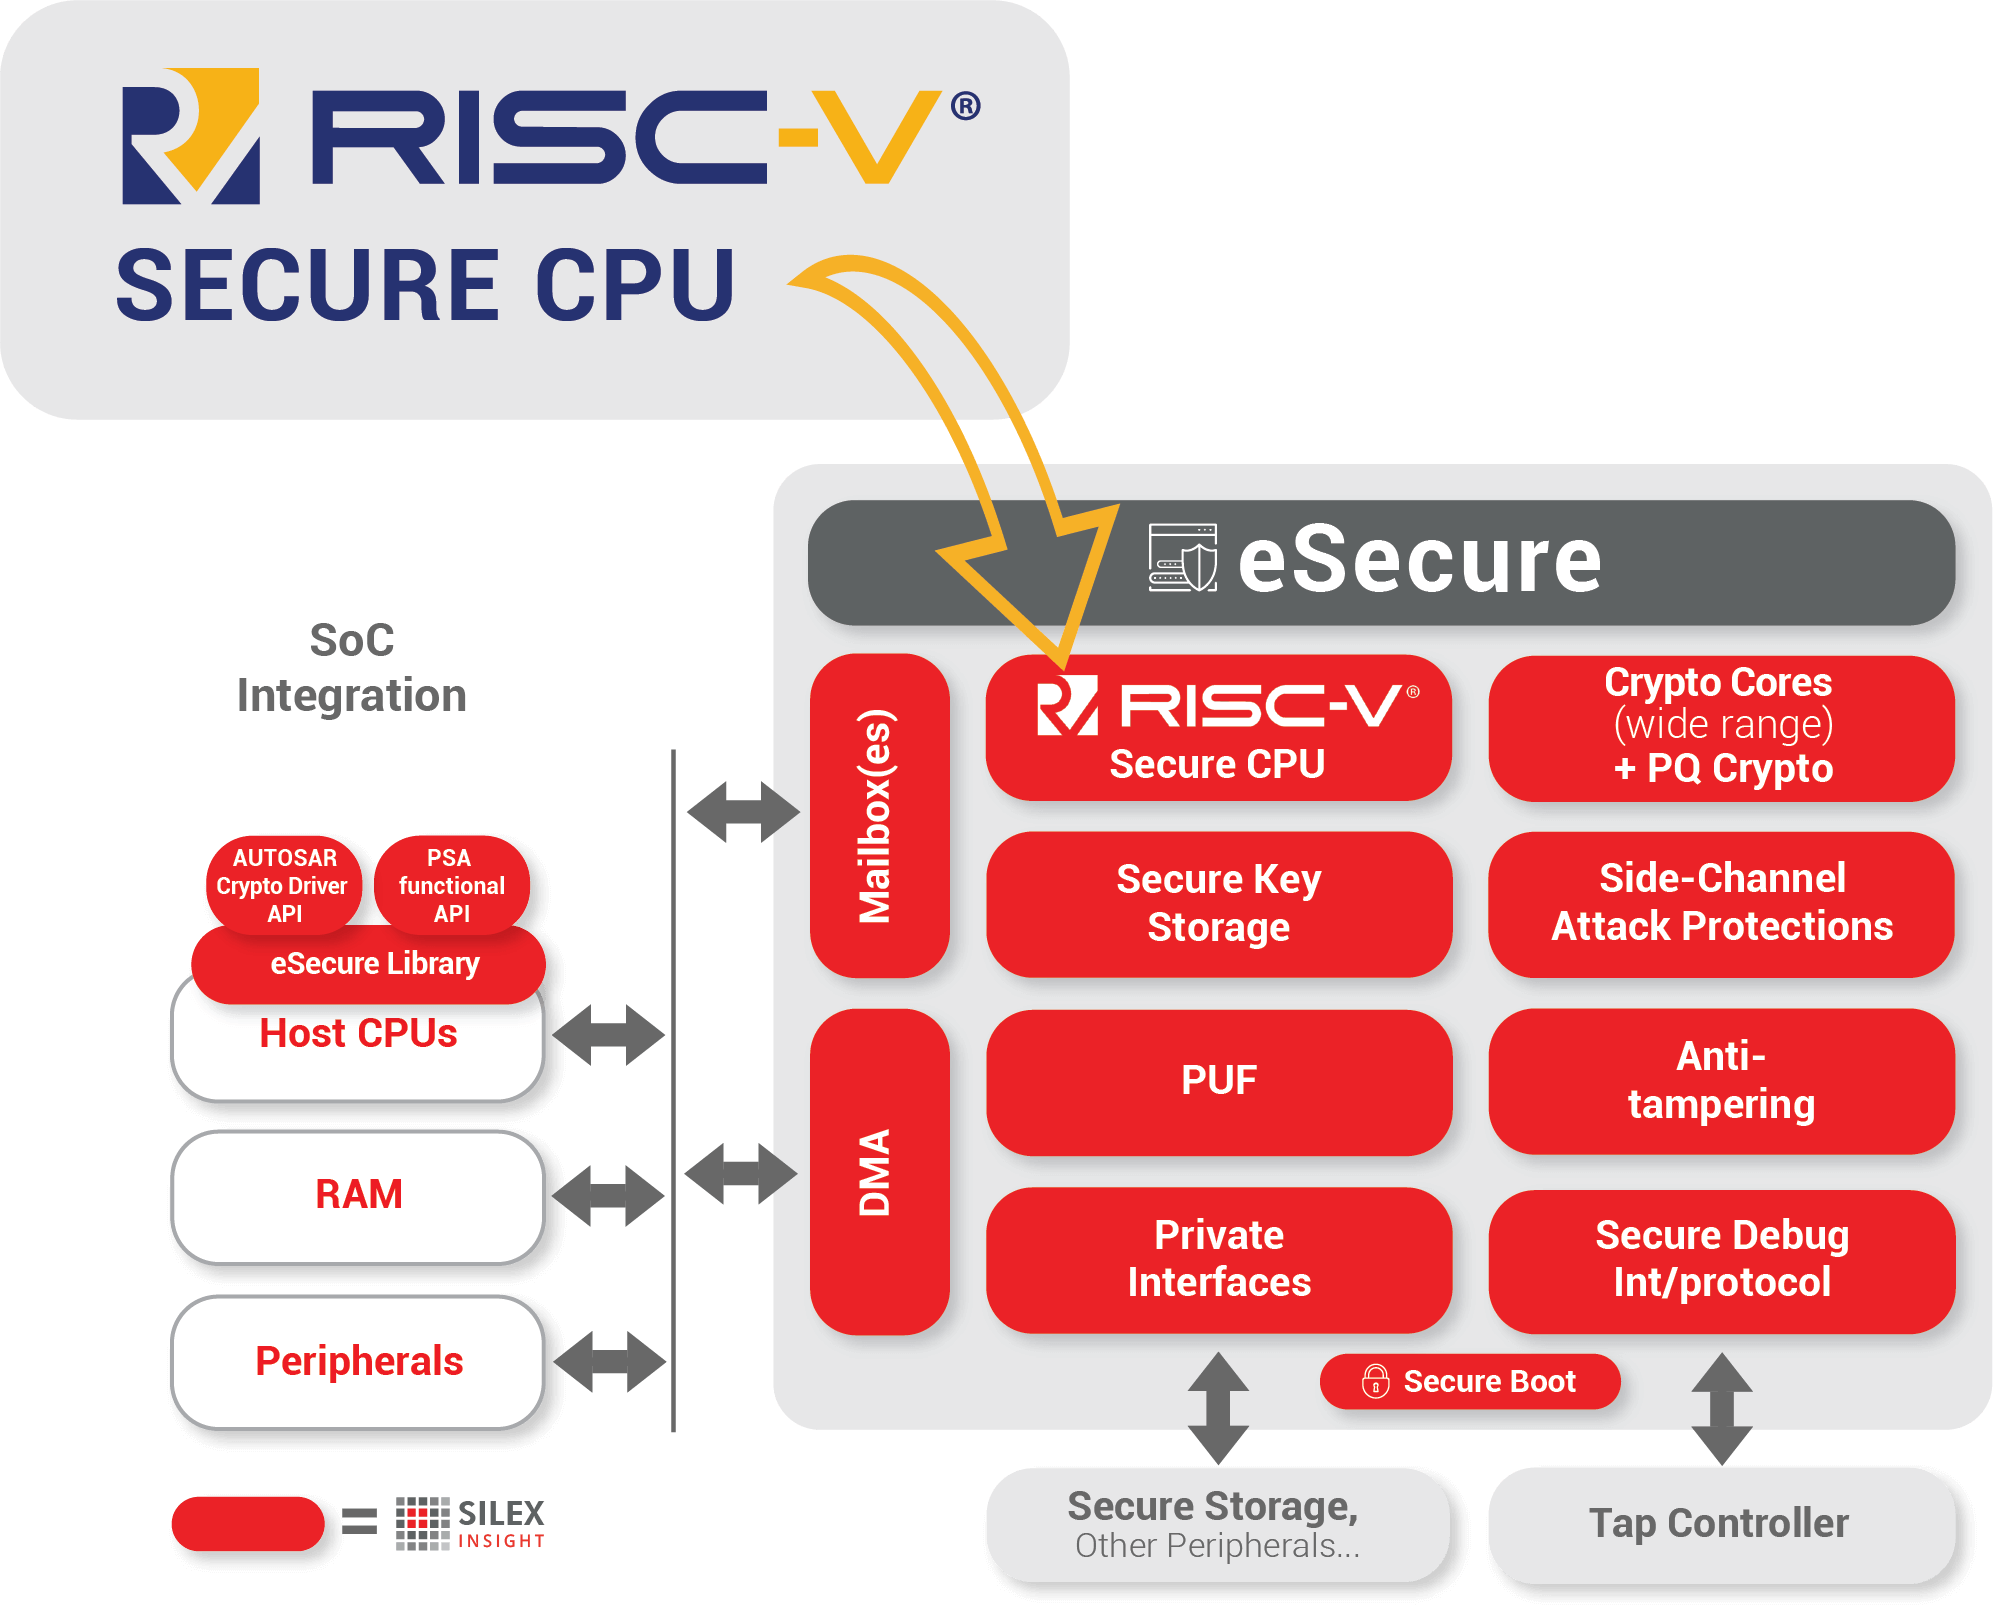 RISC-V®
SECURE CPU
eSecure
SoC
Integration
Mailbox(es)
RISC-V®
Secure CPU
Crypto Cores
(wide range)
+ PQ Crypto
AUTOSAR
Crypto Driver
API
PSA
functional
API
eSecure Library
Host CPUs
Secure Key
Storage
Side-Channel
Attack Protections
DMA
PUF
Anti-
tampering
RAM
Private
Interfaces
Secure Debug
Int/protocol
Peripherals
Secure Boot
=
SILEX
INSIGHT
Secure Storage,
Other Peripherals...
Tap Controller